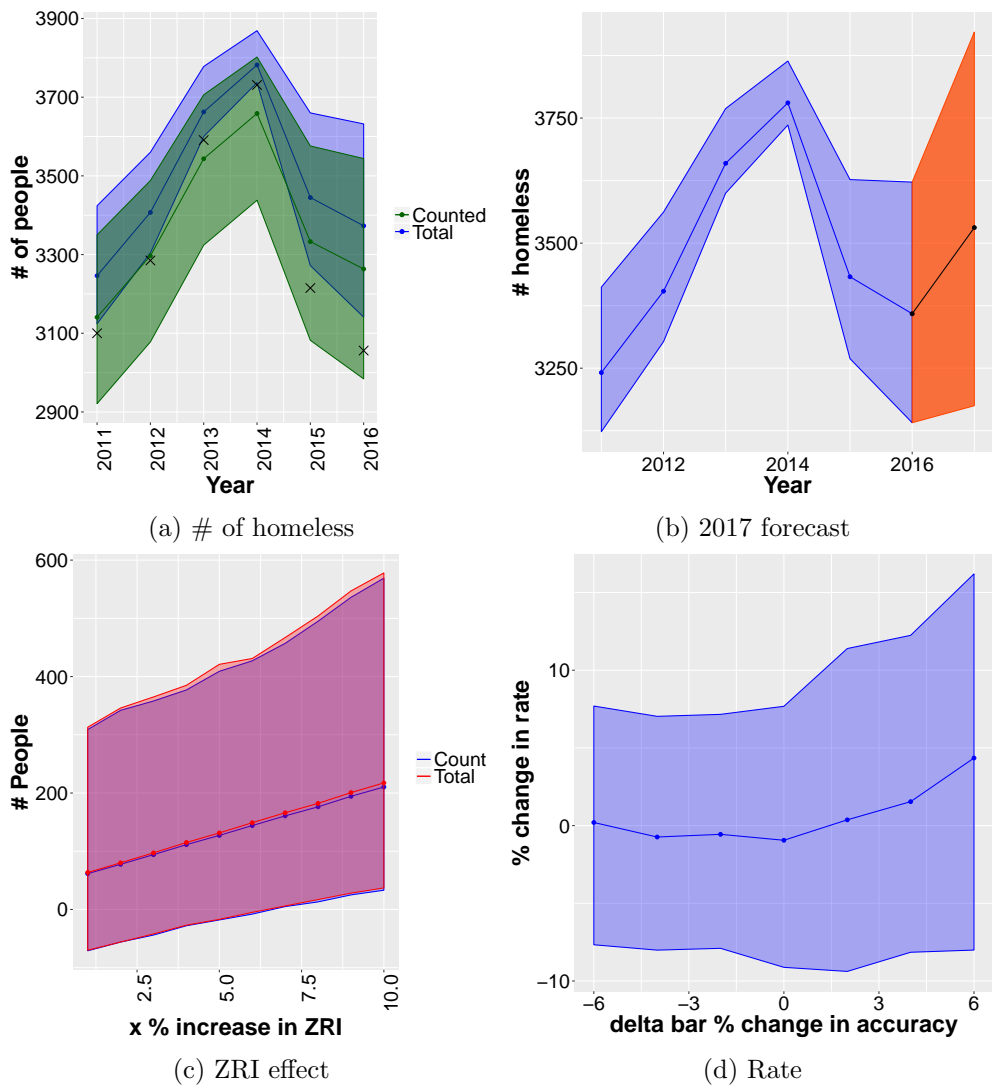 3900
3700
3500
3300
3100
2900
# of people
2011
2012
2013
2014
2015
2016
Year
Counted
Total
(a) # of homeless
3750
3500
3250
# homeless
2012
2014
2016
Year
(b) 2017 forecast
600
400
200
0
# People
2.5
5.0
7.5
10.0
x % increase in ZRI
Count
Total
(c) ZRI effect
10
0
−10
% change in rate
−6
−3
0
3
6
delta bar % change in accuracy
(d) Rate